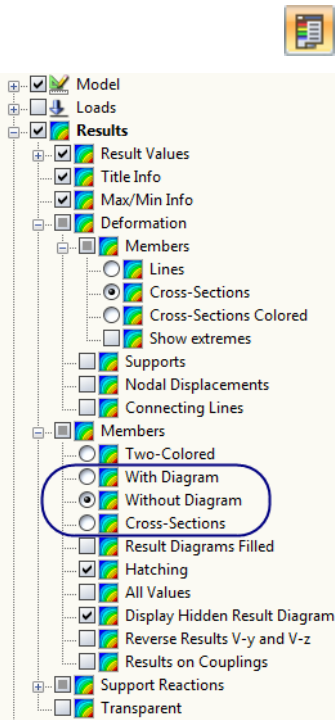 Model
Loads
Results
Result Values
Title Info
Max/Min Info
Deformation
Members
Lines
Cross-Sections
Cross-Sections Colored
Show extremes
Supports
Nodal Displacements
Connecting Lines
Members
Two-Colored
With Diagram
Without Diagram
Cross-Sections
Result Diagrams Filled
Hatching
All Values
Display Hidden Result Diagram
Reverse Results V-y and V-z
Results on Couplings
Support Reactions
Transparent